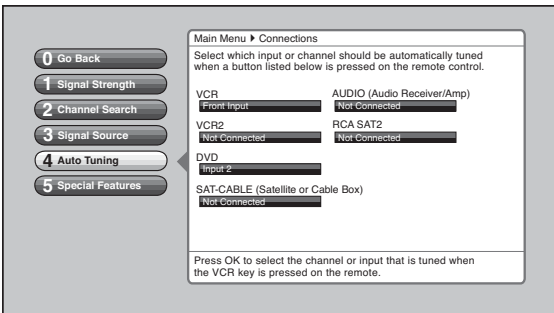 Main Menu ▶ Connections
0 Go Back
1 Signal Strength
2 Channel Search
3 Signal Source
4 Auto Tuning
5 Special Features
Select which input or channel should be automatically tuned
when a button listed below is pressed on the remote control.
VCR
Front Input
VCR2
Not Connected
DVD
Input 2
SAT-CABLE (Satellite or Cable Box)
Not Connected
AUDIO (Audio Receiver/Amp)
Not Connected
RCA SAT2
Not Connected
Press OK to select the channel or input that is tuned when
the VCR key is pressed on the remote.